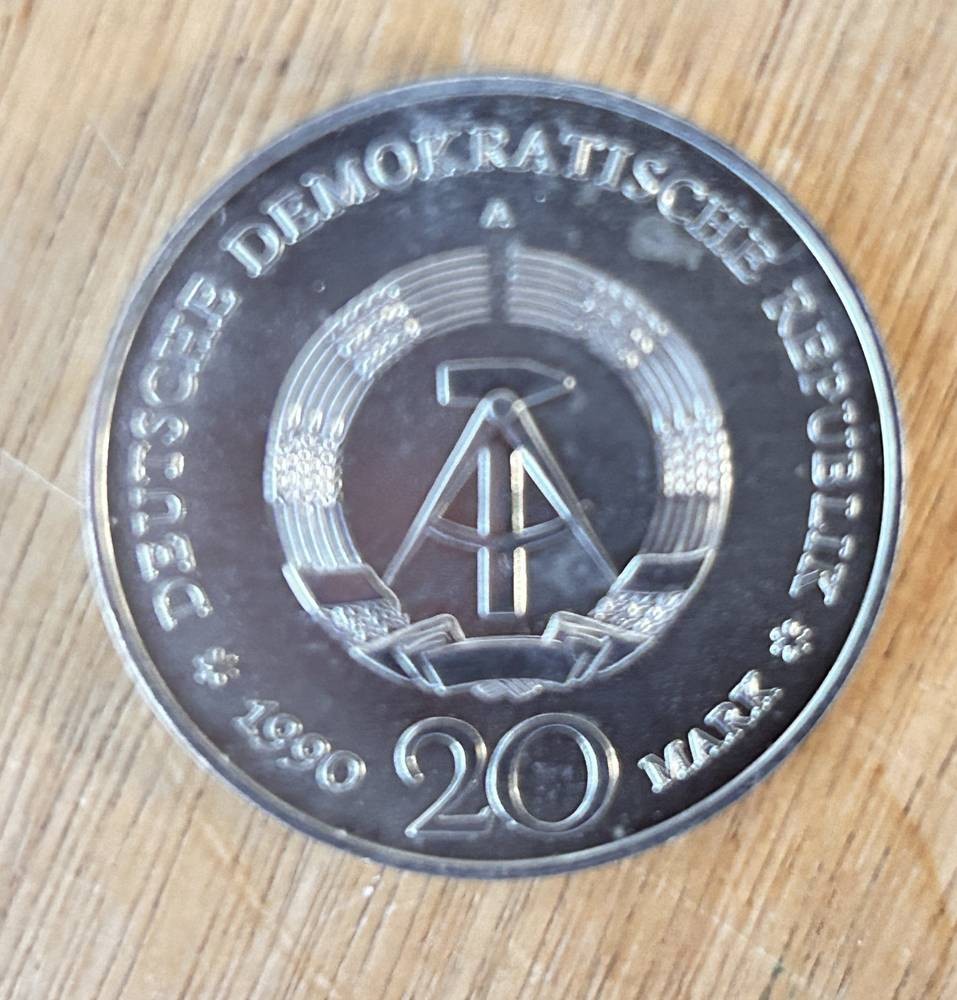 DEUTSCHE DEMOKRATISCHE REPUBLIK
A
1990
20
MARK